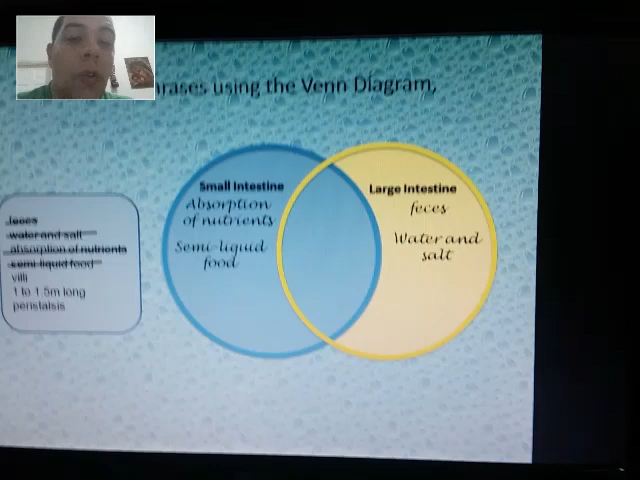 using the Venn Diagram,
feces
water and salt
absorption of nutrients
semi-liquid food
villi
1 to 1.5m long
peristalsis
Small Intestine
Absorption
of nutrients
Semi-liquid
food
Large Intestine
feces
Water and
salt